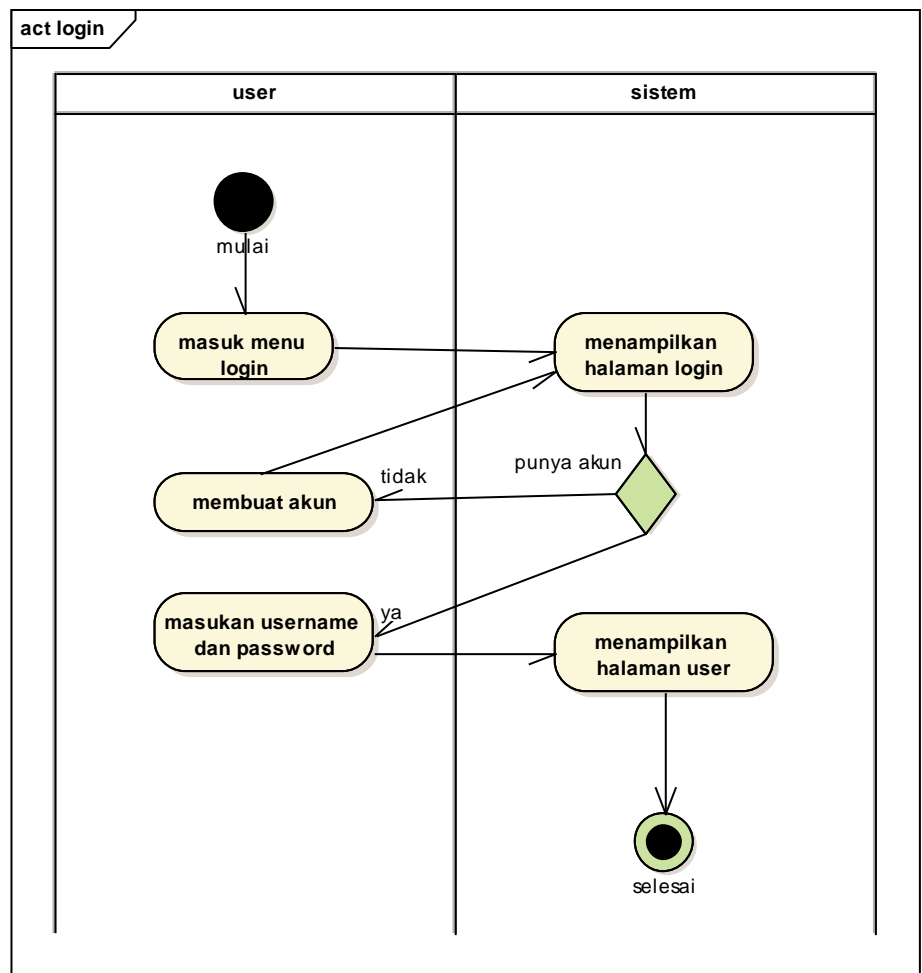 act login
user
sistem
mulai
masuk menu
login
menampilkan
halaman login
punya akun
tidak
membuat akun
ya
masukan username
dan password
menampilkan
halaman user
selesai